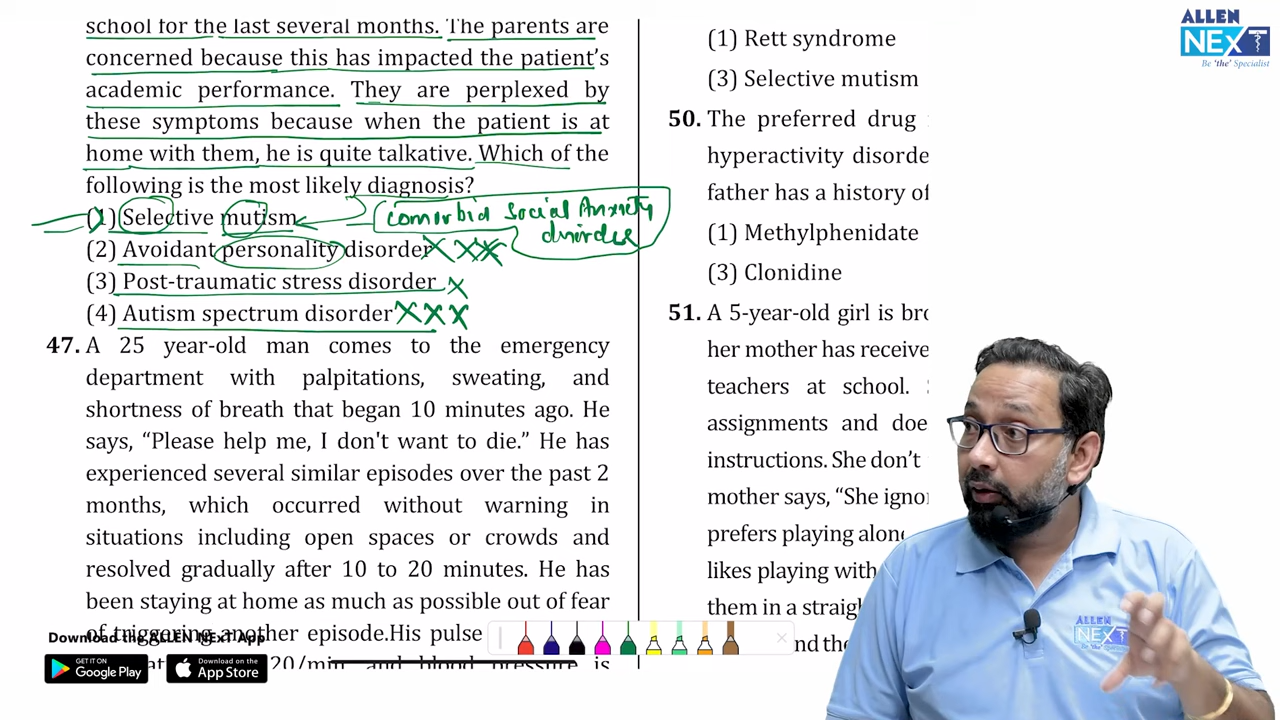 school for the last several months. The parents are
concerned because this has impacted the patient's
academic performance. They are perplexed by
these symptoms because when the patient is at
home with them, he is quite talkative. Which of the
following is the most likely diagnosis?
(1) Selective mutism
comorbid social Anxiety
disorder
(2) Avoidant personality disorder
(3) Post-traumatic stress disorder
(4) Autism spectrum disorder
47. A 25 year-old man comes to the emergency
department with palpitations, sweating, and
shortness of breath that began 10 minutes ago. He
says, "Please help me, I don't want to die." He has
experienced several similar episodes over the past 2
months, which occurred without warning in
situations including open spaces or crowds and
resolved gradually after 10 to 20 minutes. He has
been staying at home as much as possible out of fear
of triggering another episode.His pulse
20/min and blood pressure is
Download the ALLEN NEXT App
GET IT ON
Google Play
Download on the
App Store
(1) Rett syndrome
(3) Selective mutism
50. The preferred drug
hyperactivity disorde
father has a history of
(1) Methylphenidate
(3) Clonidine
51. A 5-year-old girl is bro
her mother has receive
teachers at school.
assignments and doe
instructions. She don't
mother says, "She igno
prefers playing alone
likes playing with
them in a straigh
nd the
ALLEN
NEXT
Be 'the' Specialist
ALLEN
NEXT